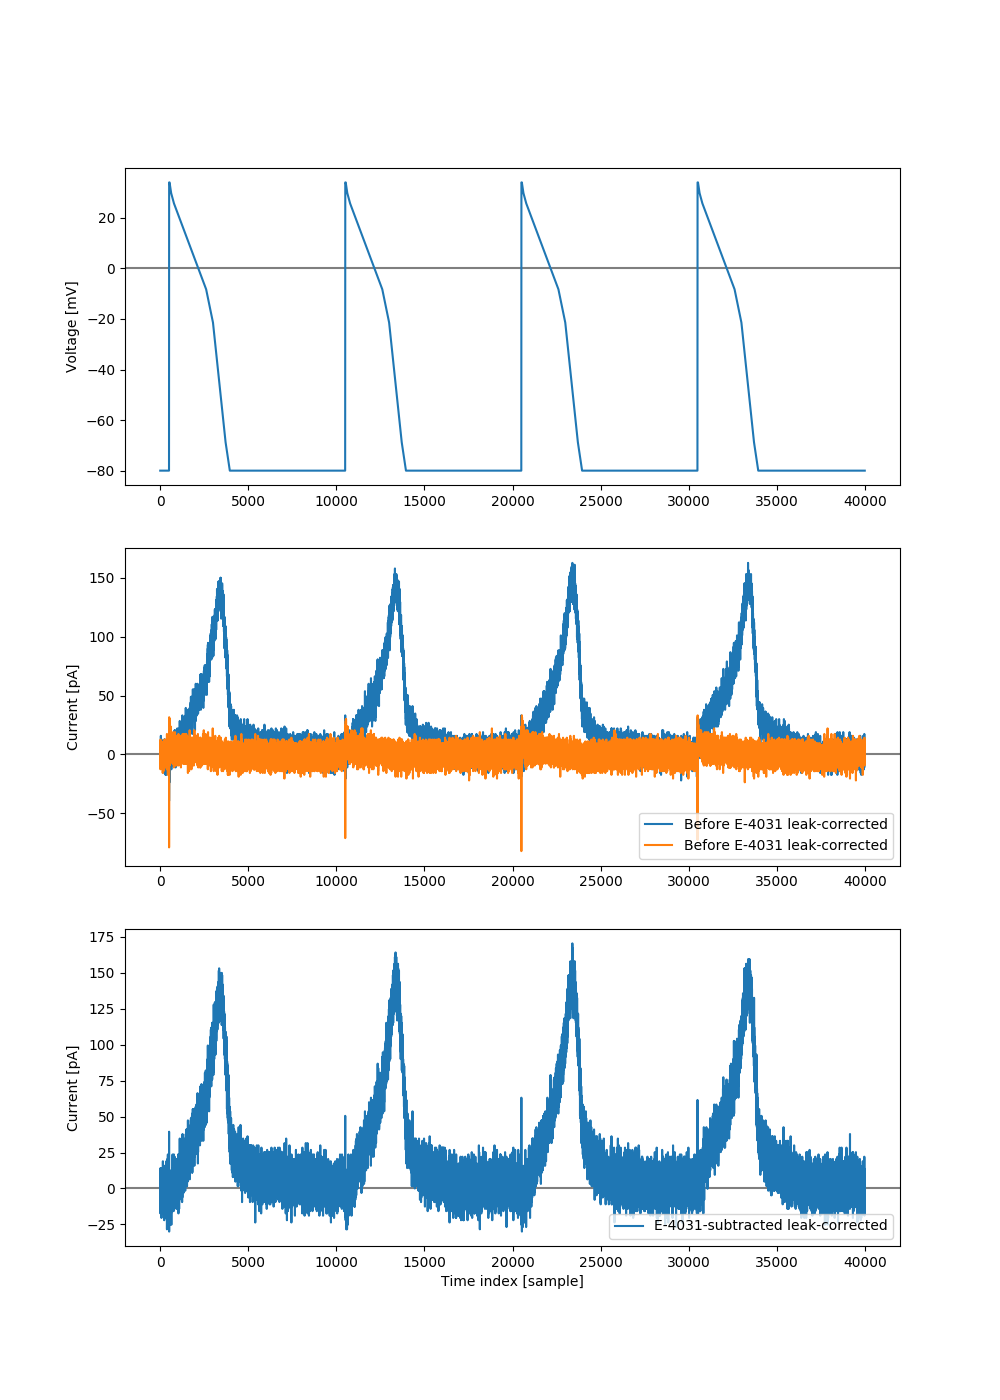 Voltage [mV]
20
0
−20
−40
−60
−80
0 5000 10000 15000 20000 25000 30000 35000 40000
Current [pA]
150
100
50
0
−50
Before E-4031 leak-corrected
Before E-4031 leak-corrected
0 5000 10000 15000 20000 25000 30000 35000 40000
Current [pA]
175
150
125
100
75
50
25
0
−25
E-4031-subtracted leak-corrected
0 5000 10000 15000 20000 25000 30000 35000 40000
Time index [sample]